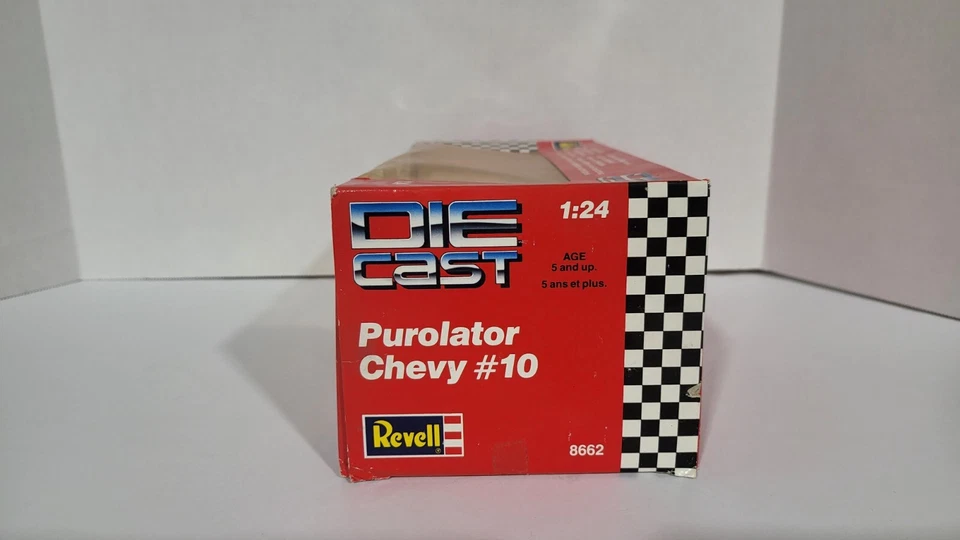 DIE
CAST
1:24
AGE
5 and up.
5 ans et plus.
Purolator
Chevy #10
Revell
8662